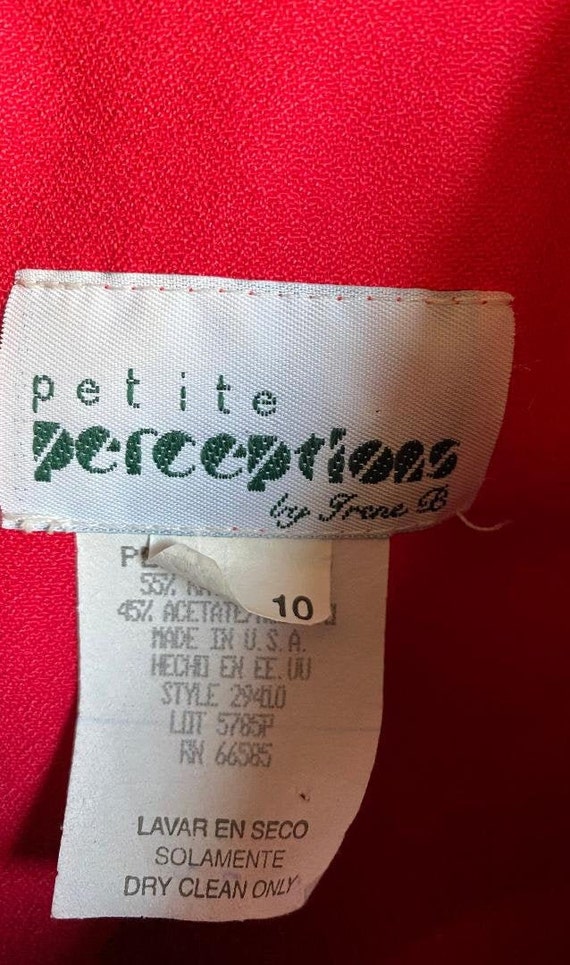 petite
perceptions
by Irene B
10
55%
45% ACETATE
MADE IN U.S.A.
HECHO EN EE.UU
STYLE 29410
LOT 5785P
RN 66585
LAVAR EN SECO
SOLAMENTE
DRY CLEAN ONLY